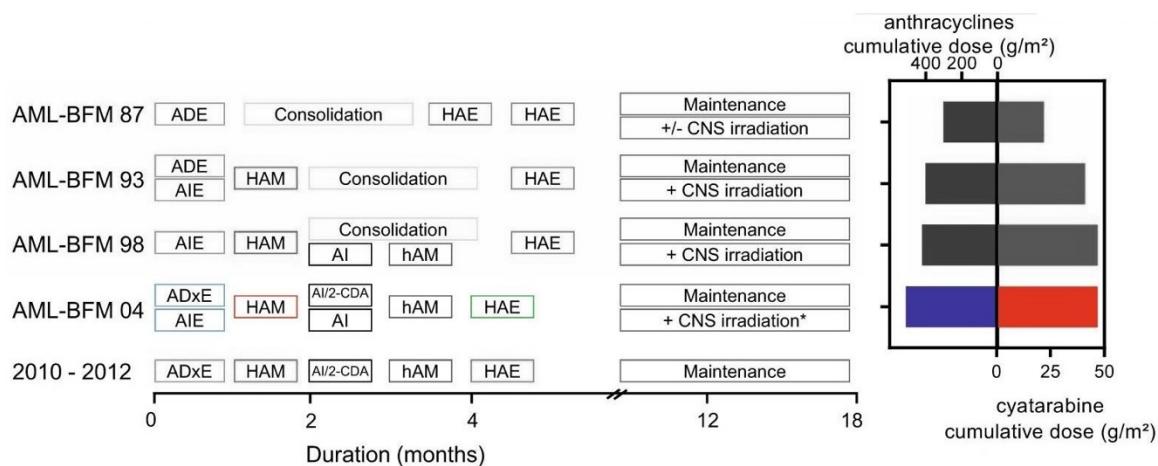 anthracyclines
cumulative dose (g/m²)
400 200 0
AML-BFM 87
ADE
Consolidation
HAE
HAE
Maintenance
+/- CNS irradiation
AML-BFM 93
ADE
AIE
HAM
Consolidation
HAE
Maintenance
+ CNS irradiation
AML-BFM 98
AIE
HAM
Consolidation
AI
hAM
HAE
Maintenance
+ CNS irradiation
AML-BFM 04
ADxE
AIE
HAM
AI/2-CDA
AI
hAM
HAE
Maintenance
+ CNS irradiation*
2010 - 2012
ADxE
HAM
AI/2-CDA
hAM
HAE
Maintenance
0 2 4 12 18
Duration (months)
0 25 50
cyatarabine
cumulative dose (g/m²)